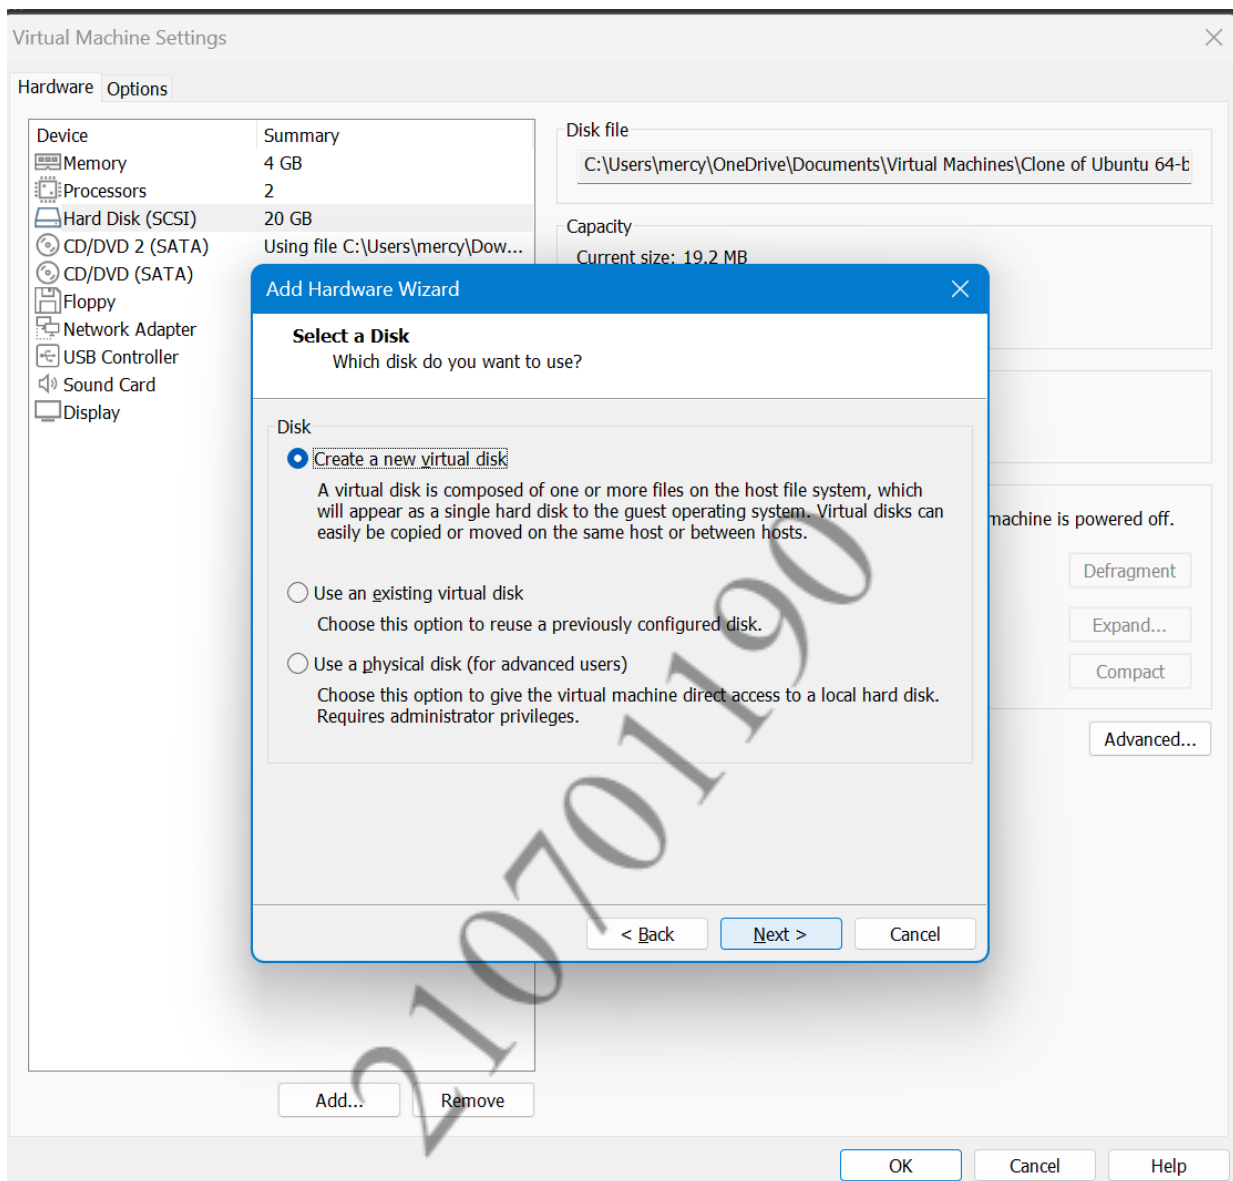 Virtual Machine Settings
Hardware Options
Device Summary
Memory 4 GB
Processors 2
Hard Disk (SCSI) 20 GB
CD/DVD 2 (SATA) Using file C:\Users\mercy\Dow...
CD/DVD (SATA)
Floppy
Network Adapter
USB Controller
Sound Card
Display
Add... Remove
Disk file
C:\Users\mercy\OneDrive\Documents\Virtual Machines\Clone of Ubuntu 64-b
Capacity
Current size: 19.2 MB
machine is powered off.
Defragment
Expand...
Compact
Advanced...
Add Hardware Wizard
Select a Disk
Which disk do you want to use?
Disk
Create a new virtual disk
A virtual disk is composed of one or more files on the host file system, which
will appear as a single hard disk to the guest operating system. Virtual disks can
easily be copied or moved on the same host or between hosts.
Use an existing virtual disk
Choose this option to reuse a previously configured disk.
Use a physical disk (for advanced users)
Choose this option to give the virtual machine direct access to a local hard disk.
Requires administrator privileges.
< Back Next > Cancel
OK Cancel Help
210701190